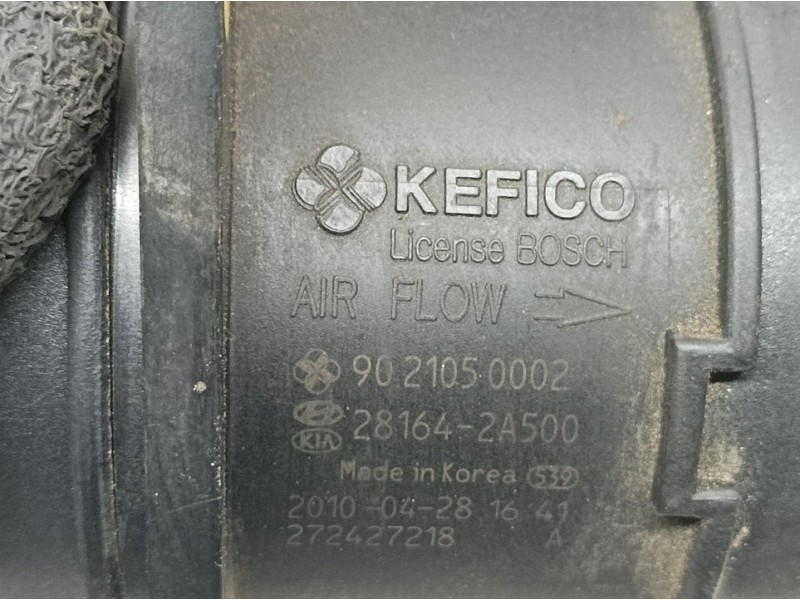 KEFICO
License BOSCH
AIR FLOW
90 2105 0002
28164-2A500
KIA
Made in Korea 539
2010-04-28 16 41
272427218 A